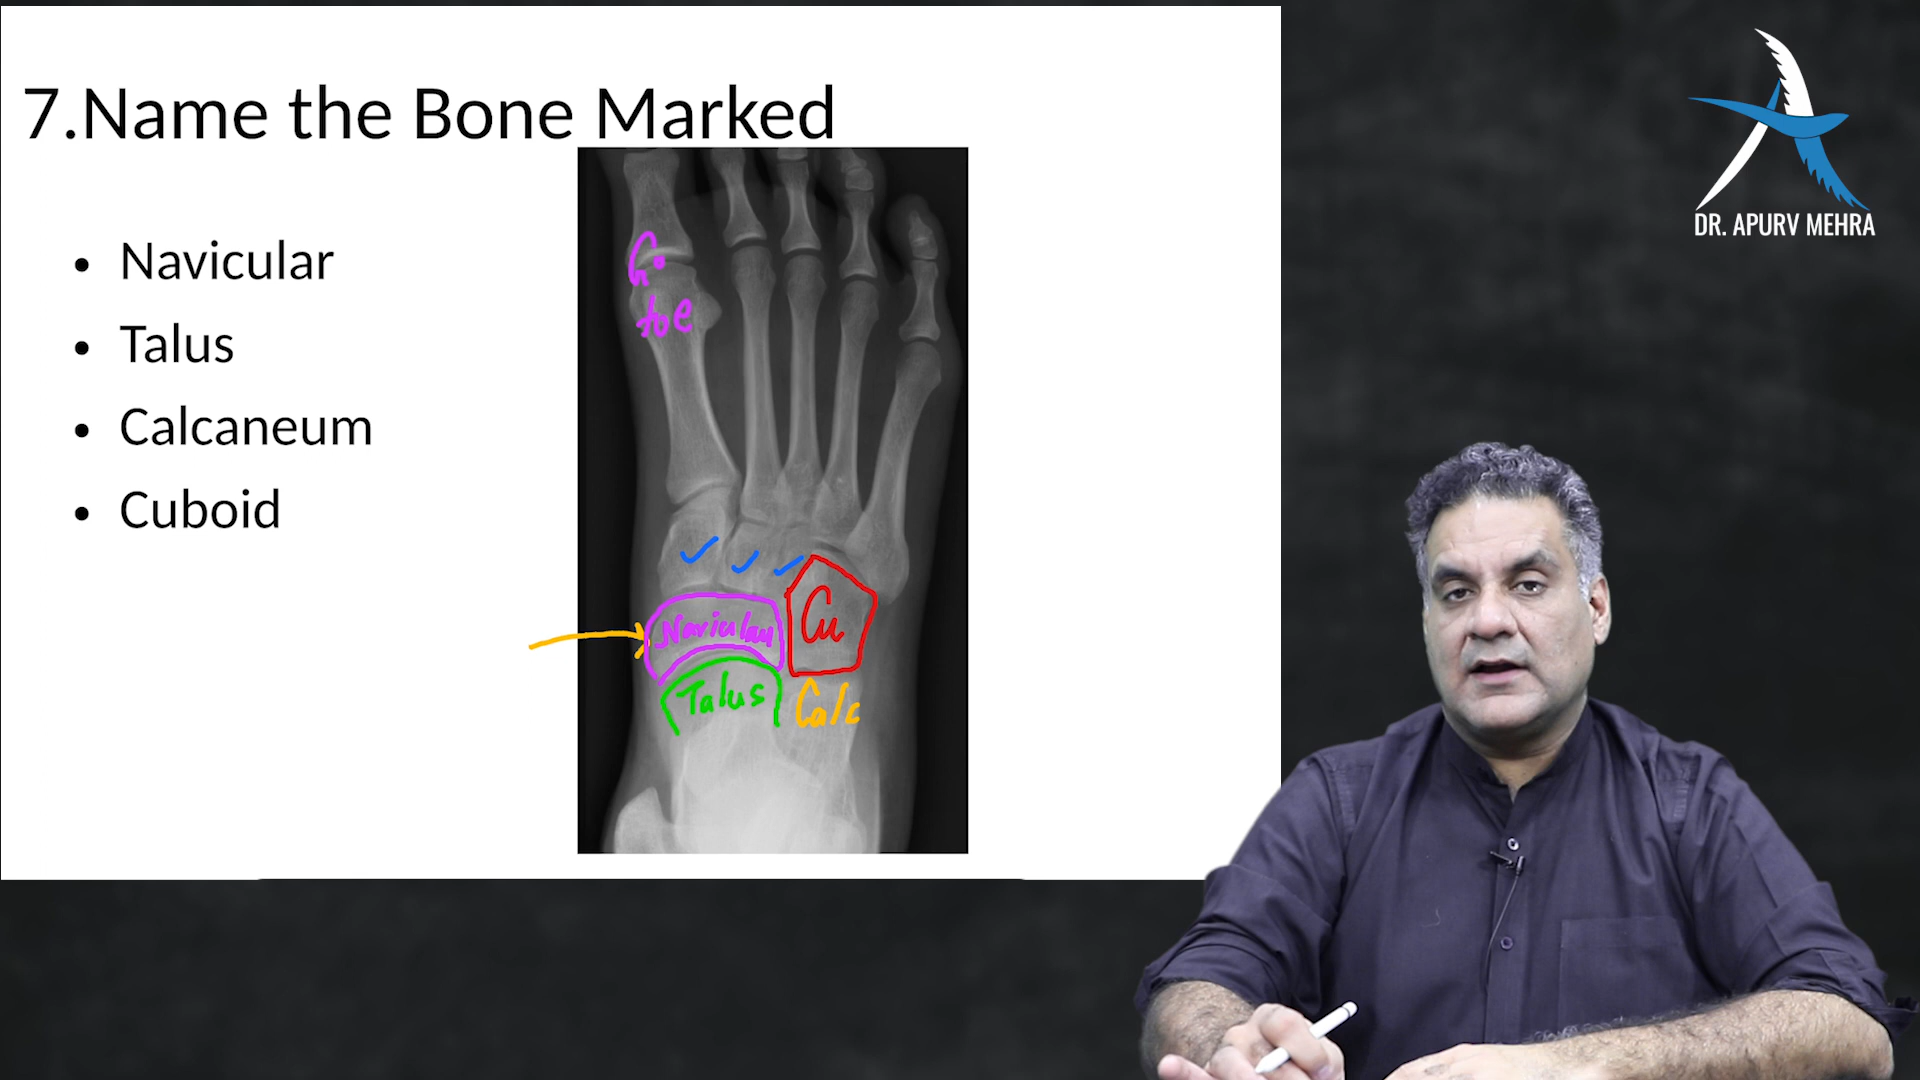 7.Name the Bone Marked
• Navicular
• Talus
• Calcaneum
• Cuboid
toe
Navicular
Cu
Talus
Calc
DR. APURV MEHRA